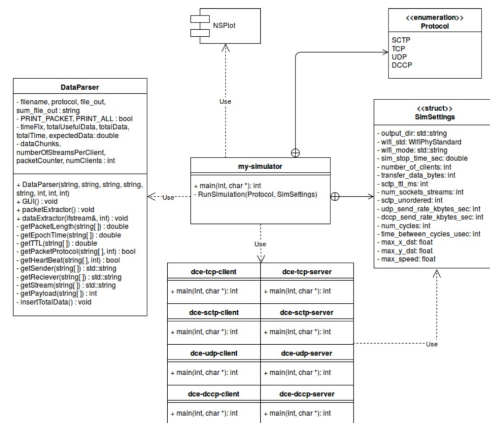 NSPlot
<<enumeration>>
Protocol
SCTP
TCP
UDP
DCCP
Use
DataParser
- filename, protocol, file_out,
sum_file_out : string
- PRINT_PACKET, PRINT_ALL : bool
- timeFix, totalUsefulData, totalData,
totalTime, expectedData: double
- dataChunks,
numberOfStreamsPerClient,
packetCounter, numClients : int
+ DataParser(string, string, string, string,
string, int, int, int)
+ GUI() : void
+ packetExtractor() : void
+ dataExtractor(ifstream&, int) : void
- getPacketLength(string[ ]) : double
- getEpochTime(string[ ]) : double
- getTTL(string[ ]) : double
- getPacketProtocol(string[ ], int) : bool
- getHeartBeat(string[ ], int) : bool
- getSender(string[ ]) : std::string
- getReciever(string[ ]) : std::string
- getStream(string[ ]) : std::string
- getPayload(string[ ]) : int
- insertTotalData() : void
Use
my-simulator
+ main(int, char *): int
- RunSimulation(Protocol, SimSettings)
<<struct>>
SimSettings
- output_dir: std::string
- wifi_std: WifiPhyStandard
- wifi_mode: std::string
- sim_stop_time_sec: double
- number_of_clients: int
- transfer_data_bytes: int
- sctp_ttl_ms: int
- num_sockets_streams: int
- sctp_unordered: int
- udp_send_rate_kbytes_sec: int
- dccp_send_rate_kbytes_sec: int
- num_cycles: int
- time_between_cycles_usec: int
- max_x_dst: float
- max_y_dst: float
- max_speed: float
Use
dce-tcp-client
+ main(int, char *): int
dce-tcp-server
+ main(int, char *): int
dce-sctp-client
+ main(int, char *): int
dce-sctp-server
+ main(int, char *): int
dce-udp-client
+ main(int, char *): int
dce-udp-server
+ main(int, char *): int
dce-dccp-client
+ main(int, char *): int
dce-dccp-server
+ main(int, char *): int
Use